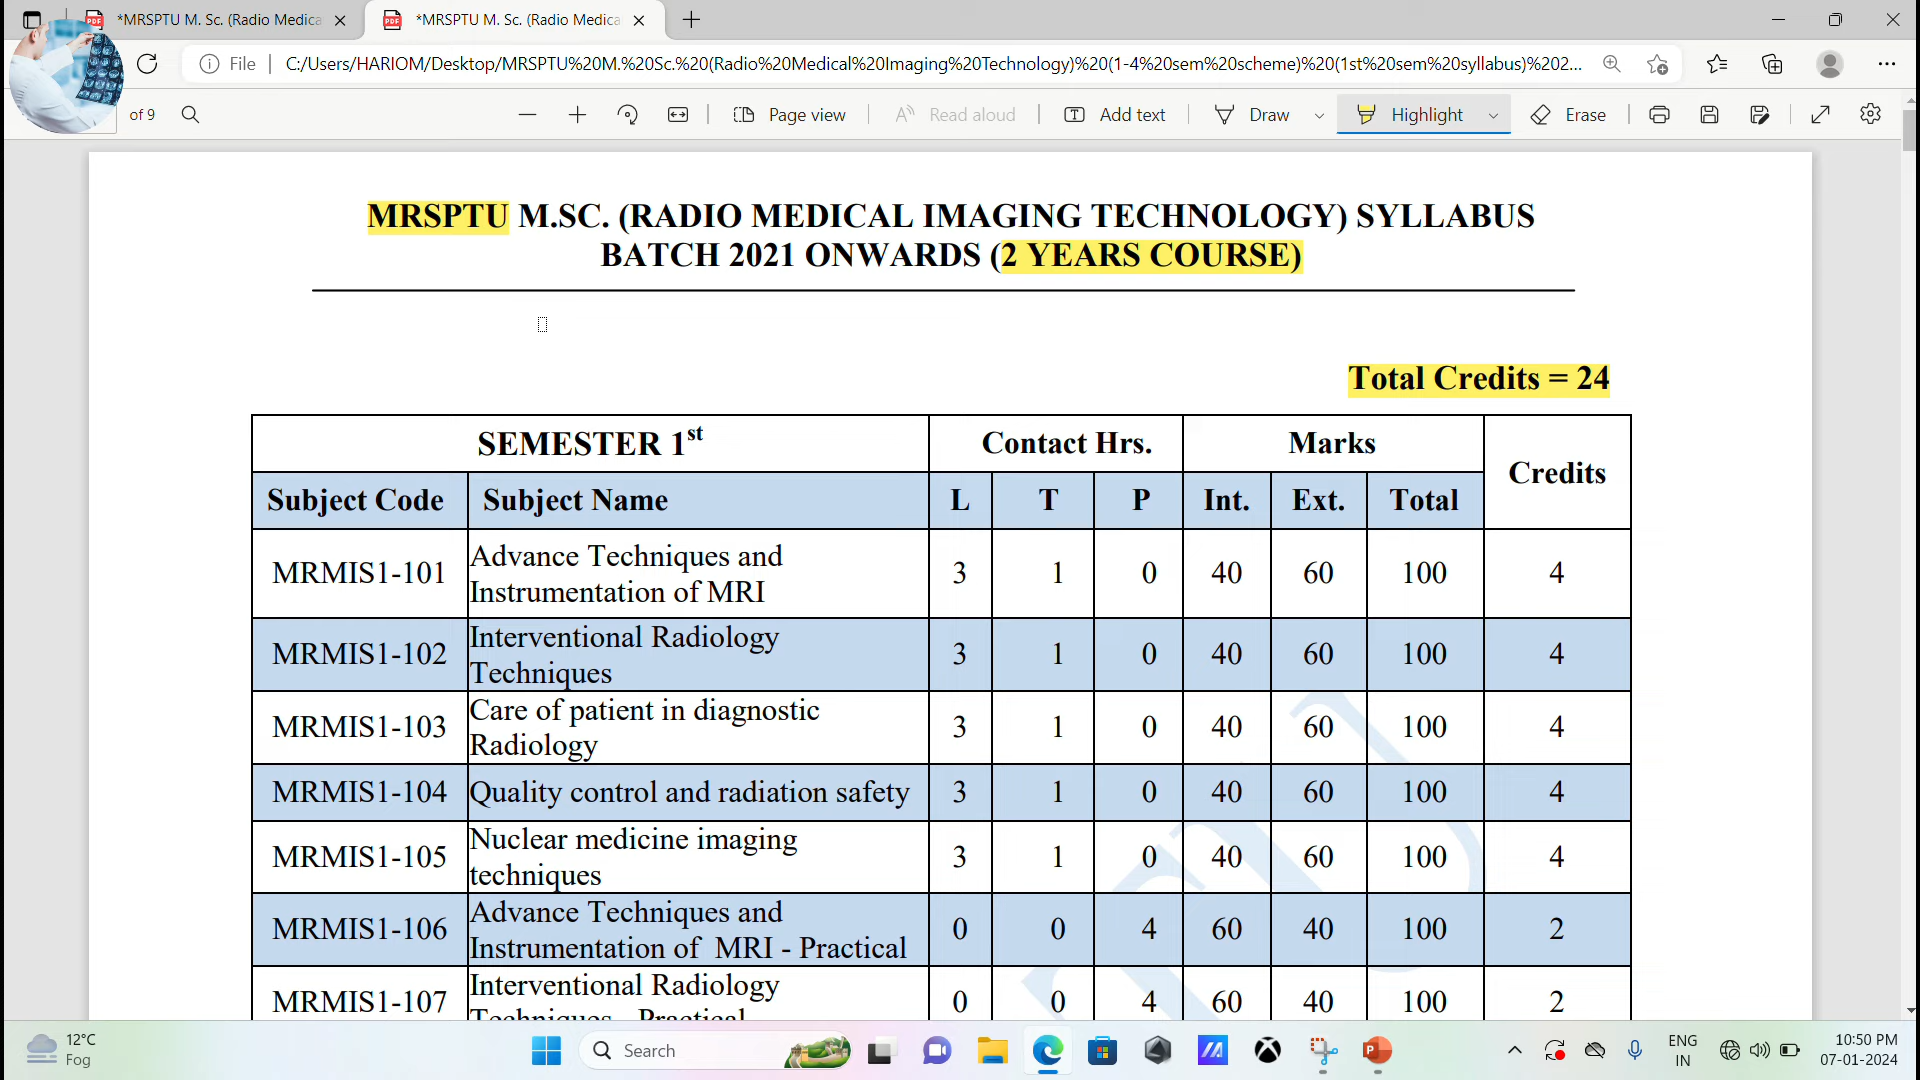 *MRSPTU M. Sc. (Radio Medica
*MRSPTU M. Sc. (Radio Medica
File
C:/Users/HARIOM/Desktop/MRSPTU%20M.%20Sc.%20(Radio%20Medical%20Imaging%20Technology)%20(1-4%20sem%20scheme)%20(1st%20sem%20syllabus)%202...
of 9
Page view
Read aloud
Add text
Draw
Highlight
Erase
MRSPTU M.SC. (RADIO MEDICAL IMAGING TECHNOLOGY) SYLLABUS
BATCH 2021 ONWARDS (2 YEARS COURSE)
Total Credits = 24
SEMESTER 1st Contact Hrs. Marks Credits
Subject Code Subject Name L T P Int. Ext. Total
MRMIS1-101 Advance Techniques and Instrumentation of MRI 3 1 0 40 60 100 4
MRMIS1-102 Interventional Radiology Techniques 3 1 0 40 60 100 4
MRMIS1-103 Care of patient in diagnostic Radiology 3 1 0 40 60 100 4
MRMIS1-104 Quality control and radiation safety 3 1 0 40 60 100 4
MRMIS1-105 Nuclear medicine imaging techniques 3 1 0 40 60 100 4
MRMIS1-106 Advance Techniques and Instrumentation of MRI - Practical 0 0 4 60 40 100 2
MRMIS1-107 Interventional Radiology Techniques - Practical 0 0 4 60 40 100 2
12°C
Fog
Search
ENG
IN
10:50 PM
07-01-2024